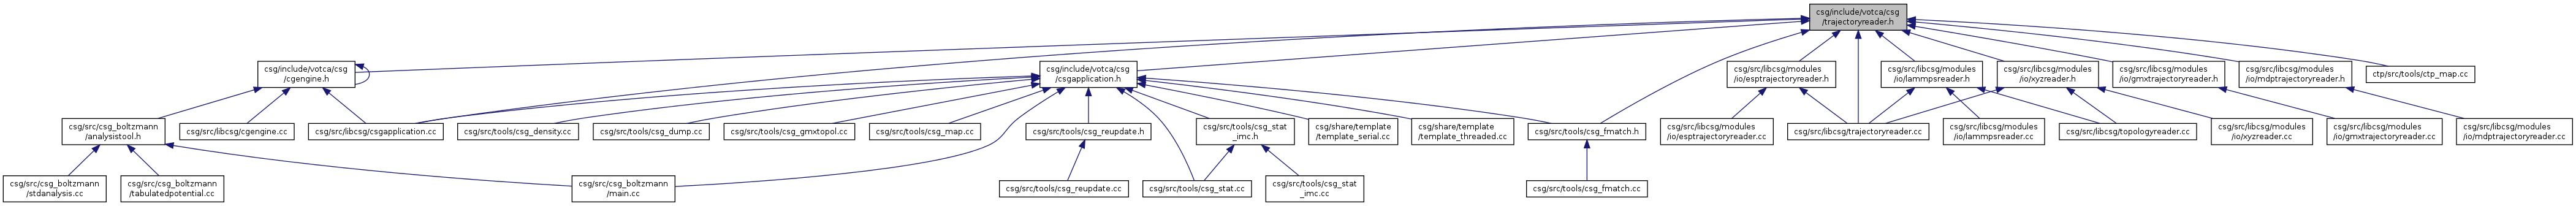 csg/include/votca/csg
/trajectoryreader.h
csg/include/votca/csg
/cgengine.h
csg/include/votca/csg
/csgapplication.h
csg/src/libcsg/modules
/io/esptrajectoryreader.h
csg/src/libcsg/modules
/io/lammpsreader.h
csg/src/libcsg/modules
/io/xyzreader.h
csg/src/libcsg/modules
/io/gmxtrajectoryreader.h
csg/src/libcsg/modules
/io/mdptrajectoryreader.h
ctp/src/tools/ctp_map.cc
csg/src/csg_boltzmann
/analysistool.h
csg/src/libcsg/cgengine.cc
csg/src/libcsg/csgapplication.cc
csg/src/tools/csg_density.cc
csg/src/tools/csg_dump.cc
csg/src/tools/csg_gmxtopol.cc
csg/src/tools/csg_map.cc
csg/src/tools/csg_reupdate.h
csg/src/tools/csg_stat
_imc.h
csg/share/template
/template_serial.cc
csg/share/template
/template_threaded.cc
csg/src/tools/csg_fmatch.h
csg/src/libcsg/modules
/io/esptrajectoryreader.cc
csg/src/libcsg/trajectoryreader.cc
csg/src/libcsg/modules
/io/lammpsreader.cc
csg/src/libcsg/topologyreader.cc
csg/src/libcsg/modules
/io/xyzreader.cc
csg/src/libcsg/modules
/io/gmxtrajectoryreader.cc
csg/src/libcsg/modules
/io/mdptrajectoryreader.cc
csg/src/csg_boltzmann
/stdanalysis.cc
csg/src/csg_boltzmann
/tabulatedpotential.cc
csg/src/csg_boltzmann
/main.cc
csg/src/tools/csg_reupdate.cc
csg/src/tools/csg_stat.cc
csg/src/tools/csg_stat
_imc.cc
csg/src/tools/csg_fmatch.cc